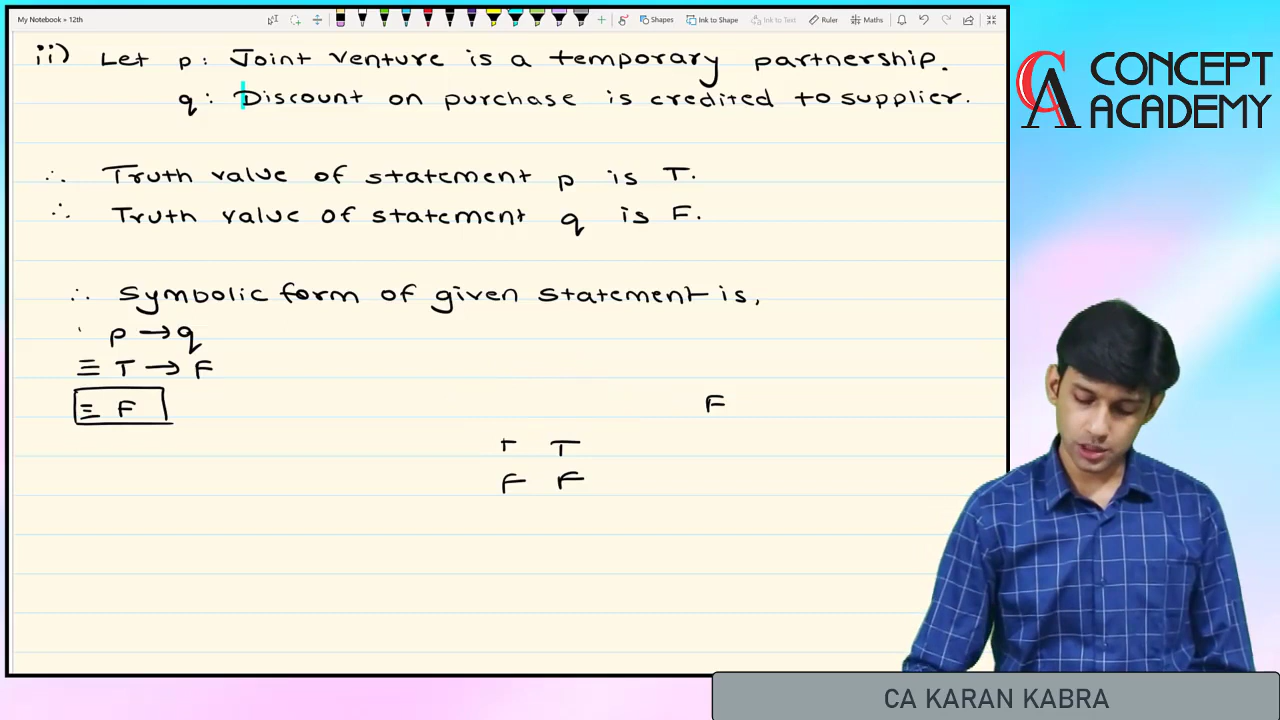 My Notebook > 12th
Shapes Ink to Shape Ink to Text Ruler Maths
CONCEPT
ACADEMY
CA
ii) Let p: Joint venture is a temporary partnership.
q: Discount on purchase is credited to supplier.
∴ Truth value of statement p is T.
∴ Truth value of statement q is F.
∴ Symbolic form of given statement is,
p → q
≡ T → F
≡ F
F
T T
F F
CA KARAN KABRA